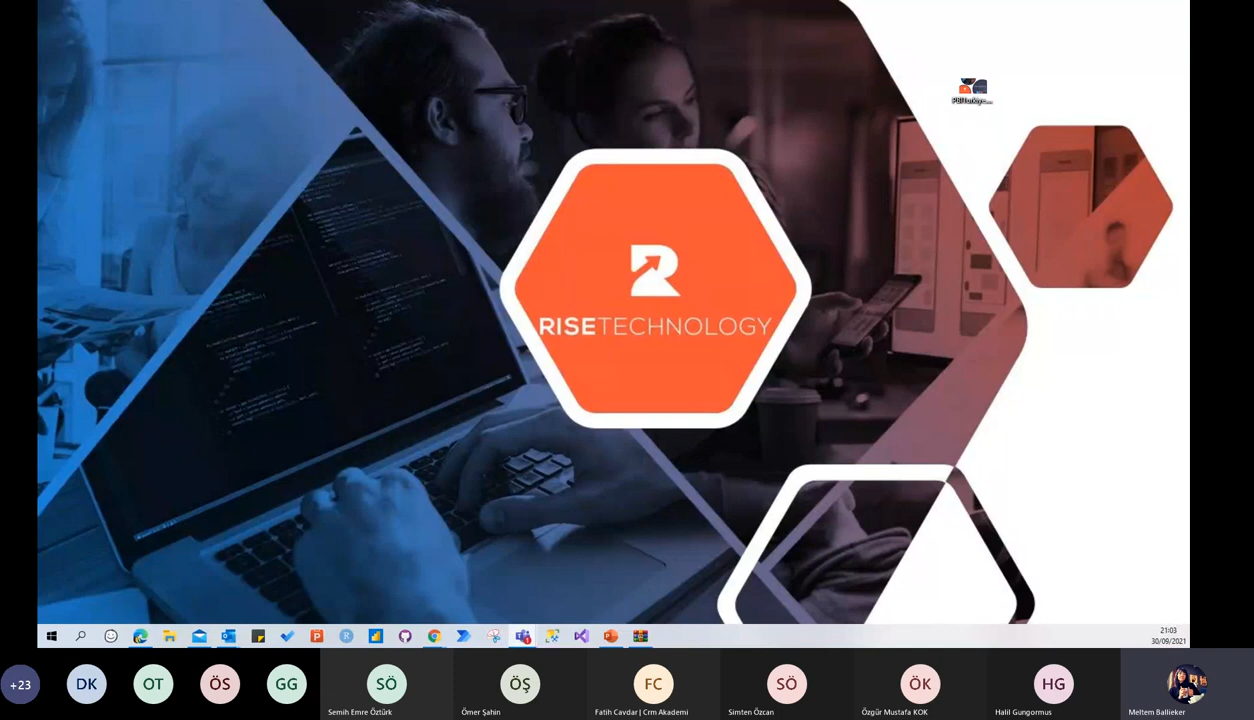 PBITurkiye...
RISETECHNOLOGY
21:03
30/09/2021
+23
DK
OT
ÖS
GG
SÖ
Semih Emre Öztürk
ÖŞ
Ömer Şahin
FC
Fatih Cavdar | Crm Akademi
SÖ
Simten Özcan
ÖK
Özgür Mustafa KOK
HG
Halil Gungormus
Meltem Ballieker